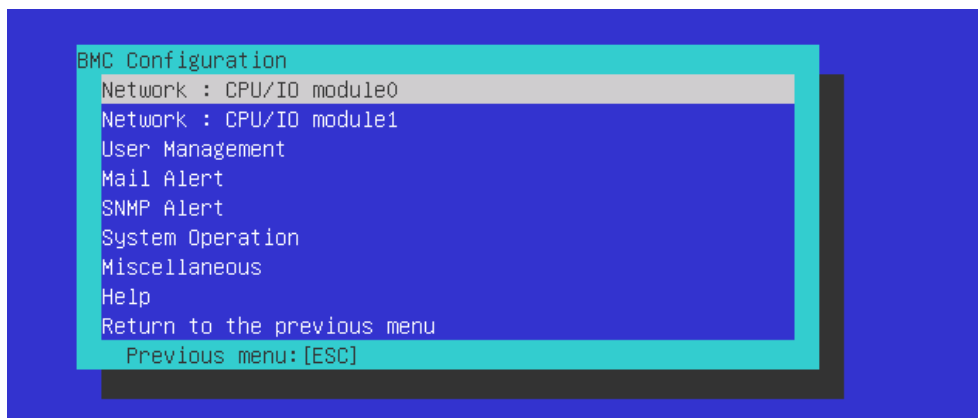 BMC Configuration
Network : CPU/IO module0
Network : CPU/IO module1
User Management
Mail Alert
SNMP Alert
System Operation
Miscellaneous
Help
Return to the previous menu
Previous menu:[ESC]